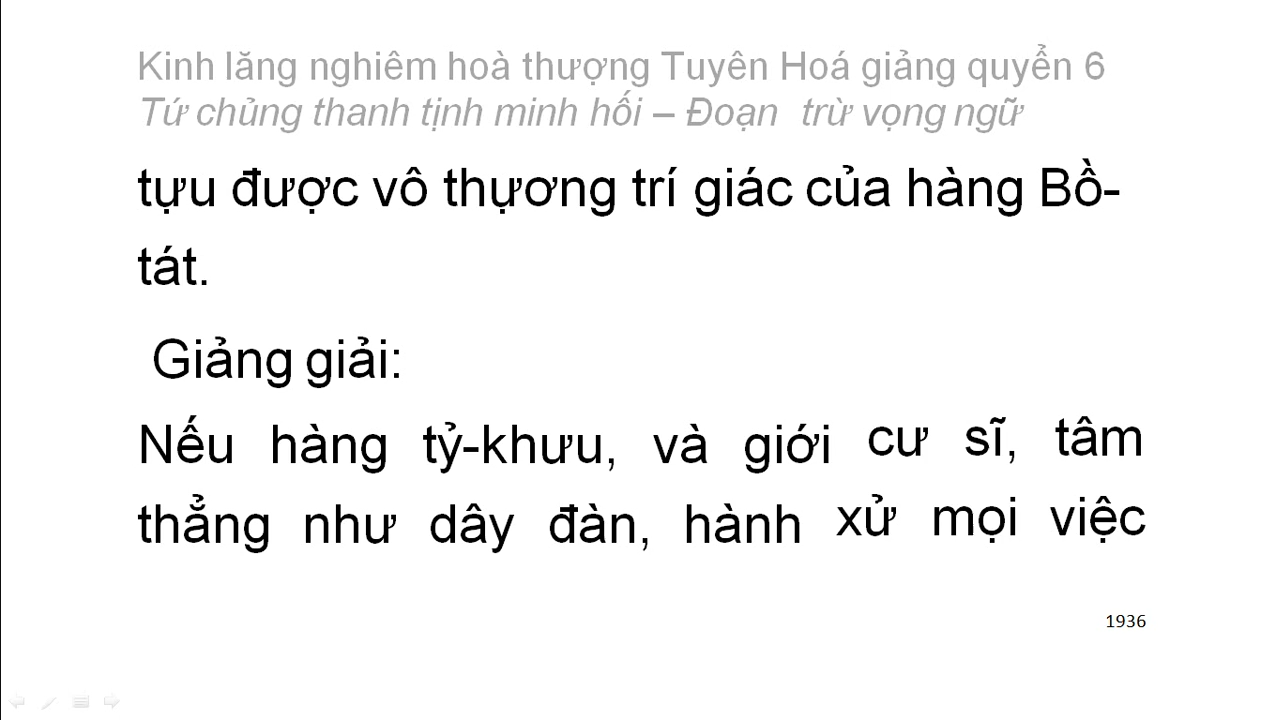 Kinh lăng nghiêm hoà thượng Tuyên Hoá giảng quyển 6
Tứ chủng thanh tịnh minh hối – Đoạn trừ vọng ngữ
tựu được vô thựơng trí giác của hàng Bồ-
tát.
Giảng giải:
Nếu hàng tỷ-khưu, và giới cư sĩ, tâm
thẳng như dây đàn, hành xử mọi việc
1936